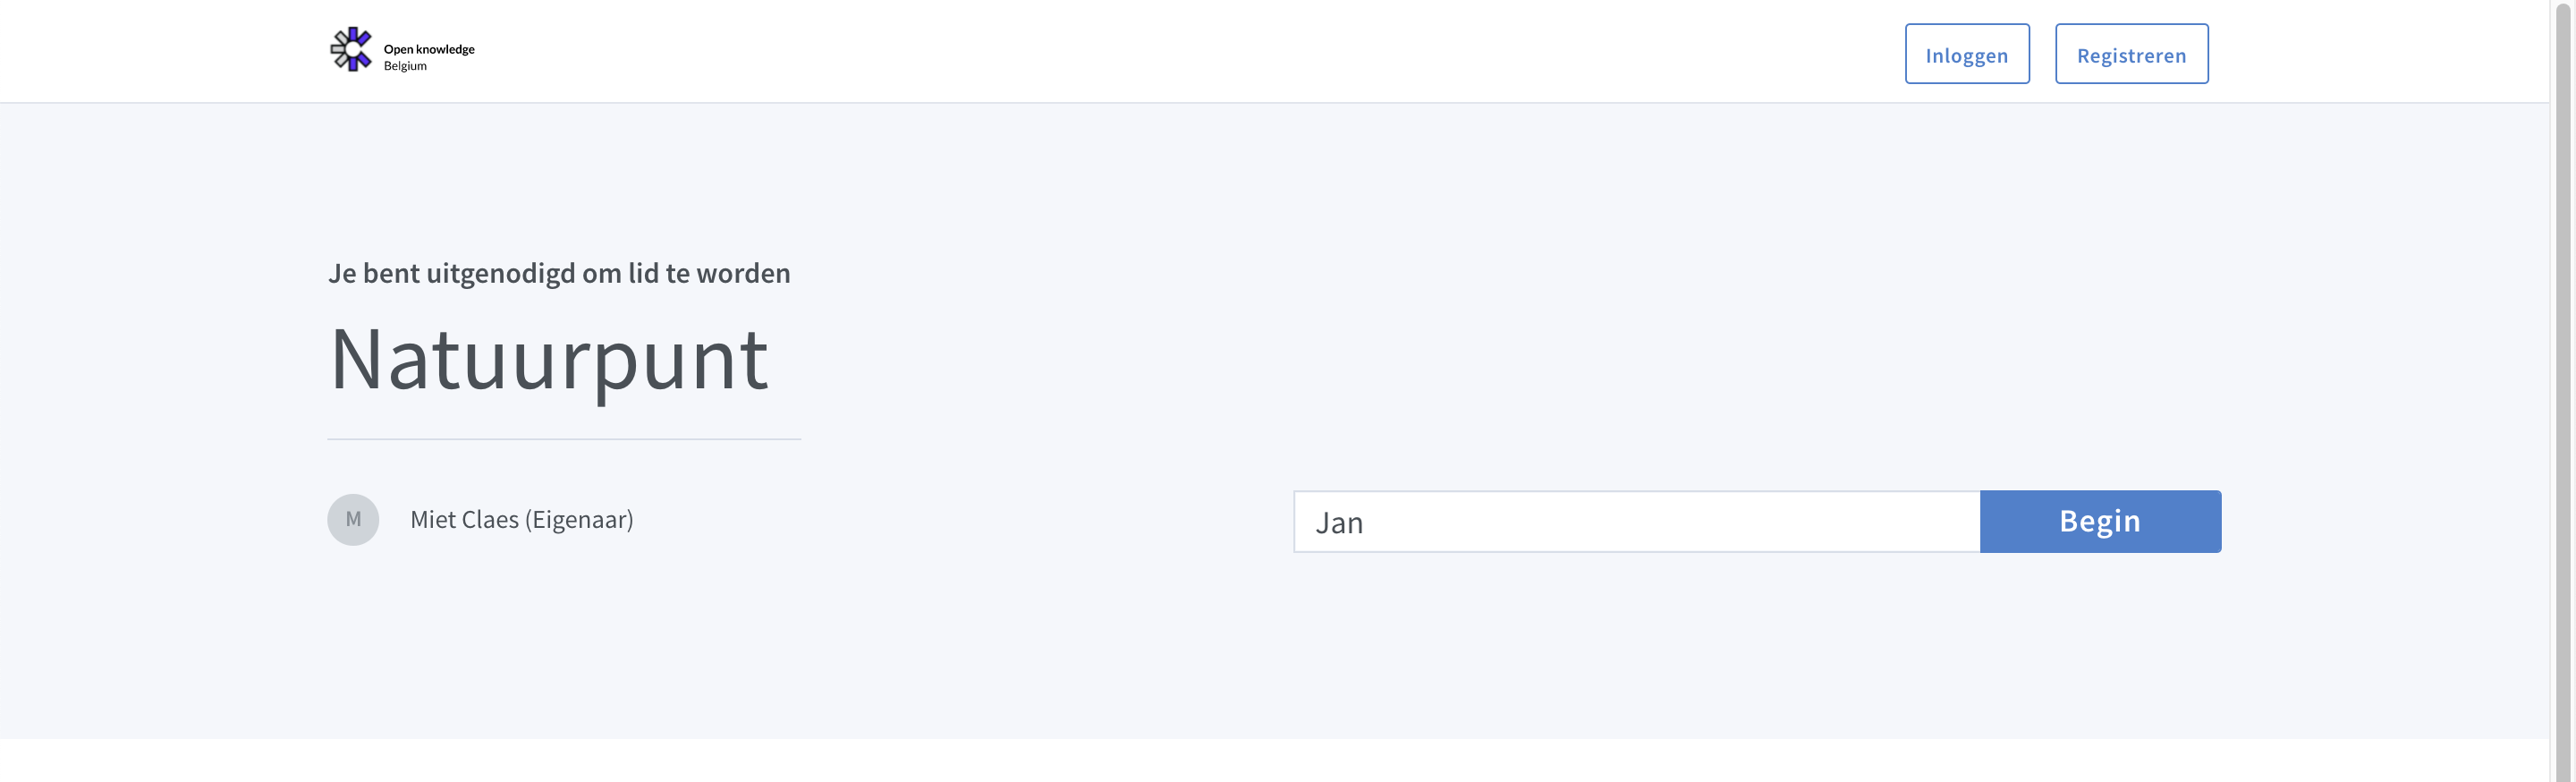 Open knowledge
Belgium
Inloggen
Registreren
Je bent uitgenodigd om lid te worden
Natuurpunt
M
Miet Claes (Eigenaar)
Jan
Begin